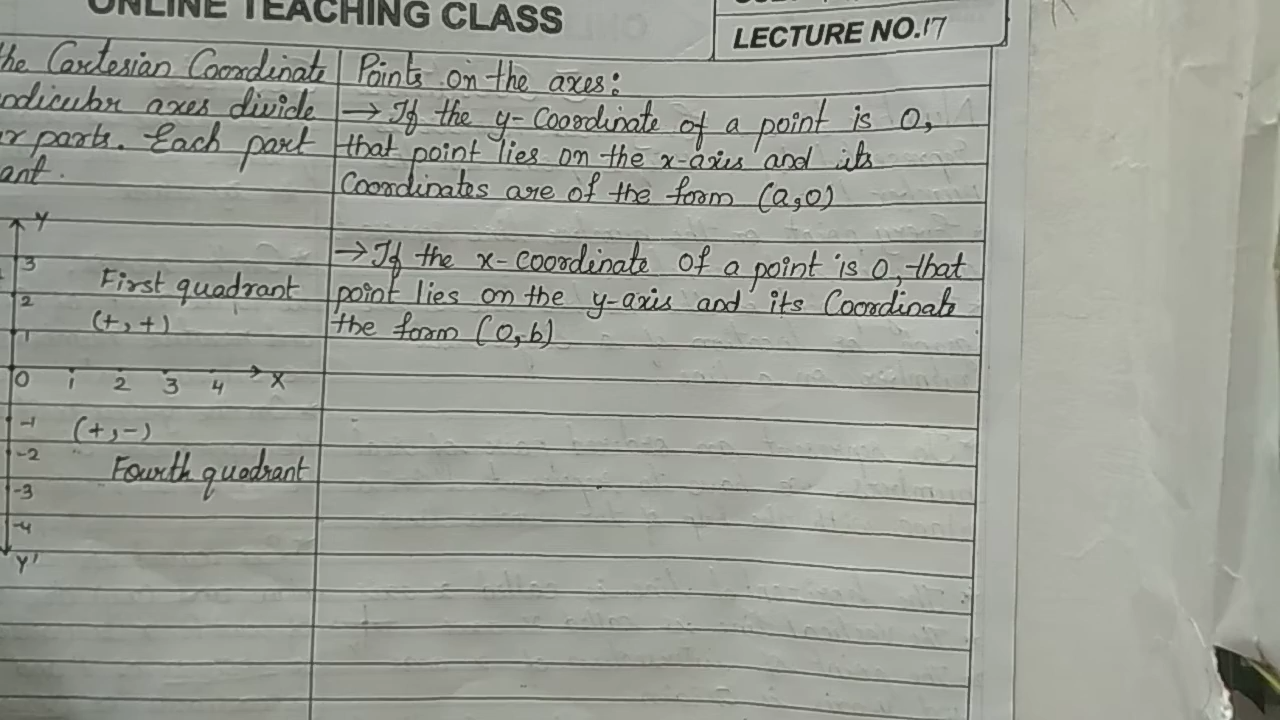 ONLINE TEACHING CLASS
LECTURE NO.17
the Cartesian Coordinate
axes divide
parts. Each part
Y
3
2
1
First quadrant
(+,+)
0 1 2 3 4 X
-1
(+,-)
-2
Fourth quadrant
-3
-4
Y'
Points on the axes:
→ If the y-Coordinate of a point is 0,
that point lies on the x-axis and its
Coordinates are of the form (a,0)
→ If the x-coordinate of a point is 0, that
point lies on the y-axis and its Coordinate
the form (0,b)